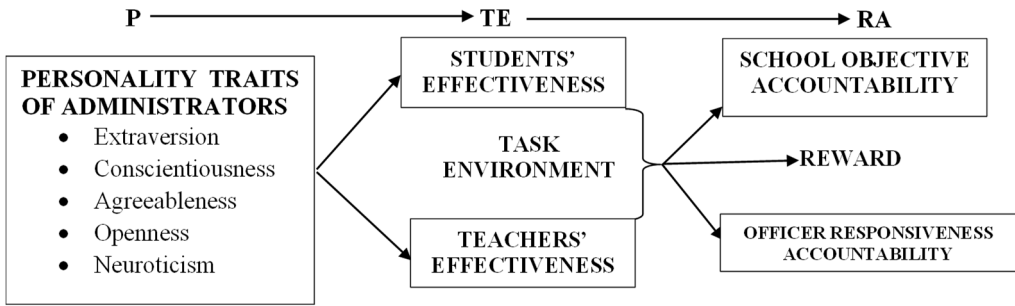 P TE RA
PERSONALITY TRAITS
OF ADMINISTRATORS
• Extraversion
• Conscientiousness
• Agreeableness
• Openness
• Neuroticism
STUDENTS’
EFFECTIVENESS
TASK
ENVIRONMENT
TEACHERS’
EFFECTIVENESS
SCHOOL OBJECTIVE
ACCOUNTABILITY
REWARD
OFFICER RESPONSIVENESS
ACCOUNTABILITY